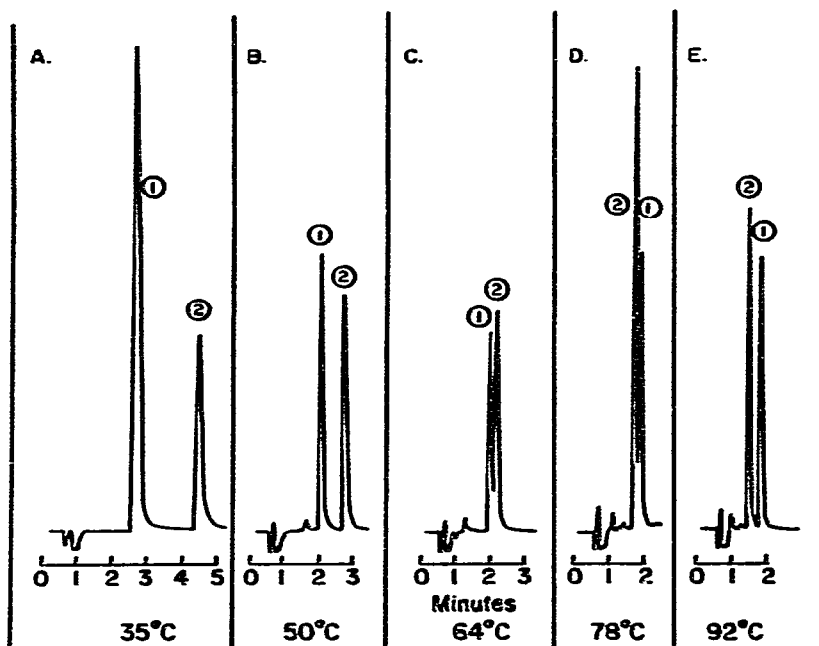 A. B. C. D. E.
① ② ① ② ① ② ② ① ② ①
0 1 2 3 4 5 0 1 2 3 0 1 2 3 0 1 2 0 1 2
Minutes
35°C 50°C 64°C 78°C 92°C